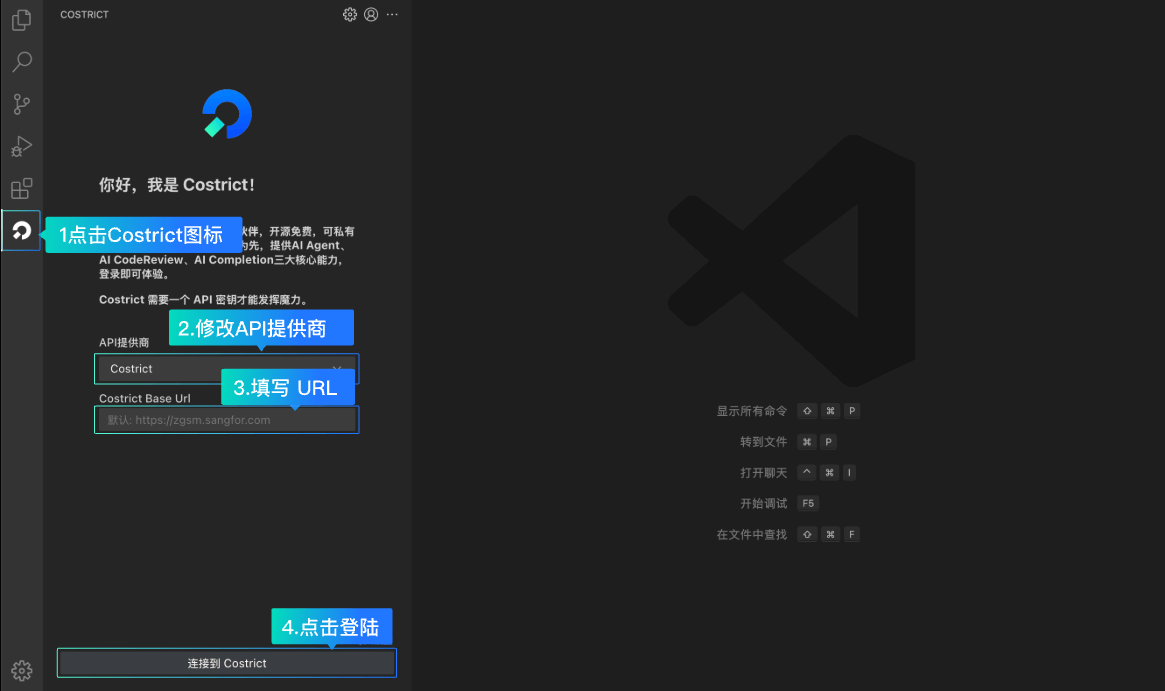 COSTRICT
你好，我是 Costrict！
1点击Costrict图标
伙伴，开源免费，可私有
为先，提供AI Agent、
AI CodeReview、AI Completion三大核心能力，
登录即可体验。
Costrict 需要一个 API 密钥才能发挥魔力。
2.修改API提供商
API提供商
Costrict
3.填写 URL
Costrict Base Url
默认: https://zgsm.sangfor.com
4.点击登陆
连接到 Costrict
显示所有命令 ⇧ ⌘ P
转到文件 ⌘ P
打开聊天 ^ ⌘ I
开始调试 F5
在文件中查找 ⇧ ⌘ F